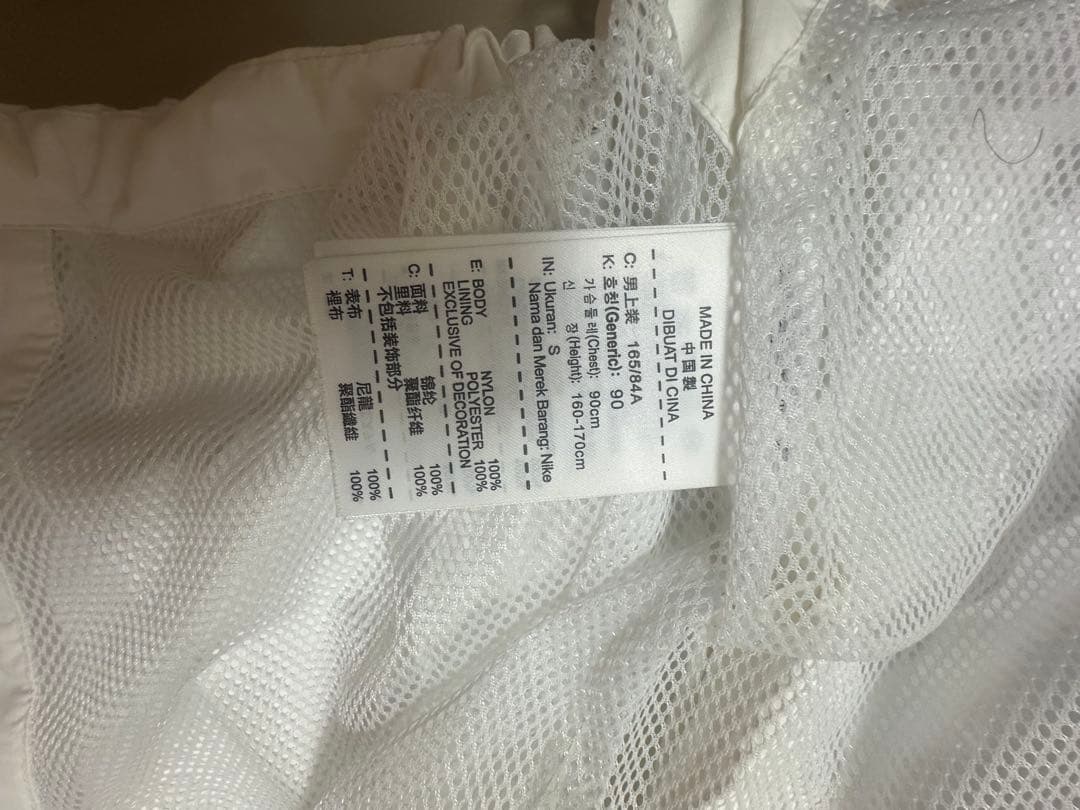 MADE IN CHINA
中国製
DIBUAT DI CINA
C: 男上装 165/84A
K: 호칭(Generic): 90
가슴둘레(Chest): 90cm
신 장(Height): 160-170cm
IN: Ukuran: S
Nama dan Merek Barang: Nike
E: BODY NYLON 100%
LINING POLYESTER 100%
EXCLUSIVE OF DECORATION
C: 面料 锦纶 100%
里料 聚酯纤维 100%
不包括装饰部分
T: 表布 尼龍 100%
裡布 聚酯纖維 100%